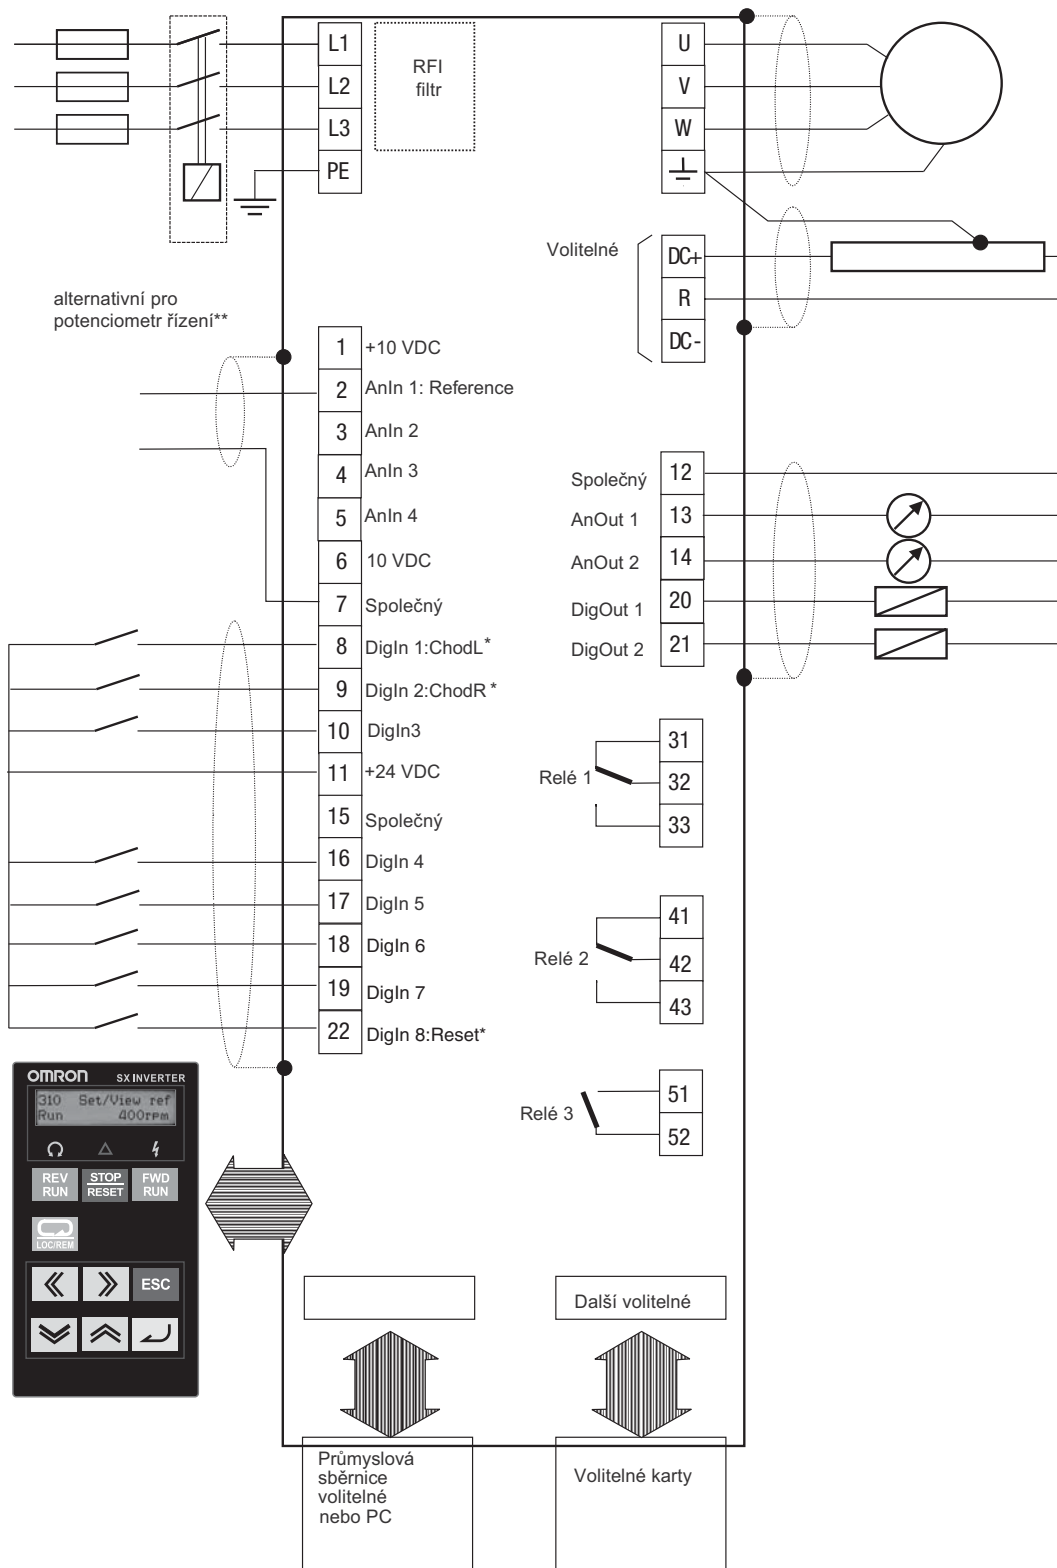 L1
L2
L3
PE
RFI
filtr
U
V
W
Volitelné
DC+
R
DC-
alternativní pro
potenciometr řízení**
1 +10 VDC
2 AnIn 1: Reference
3 AnIn 2
4 AnIn 3
5 AnIn 4
6 10 VDC
7 Společný
8 DigIn 1:ChodL*
9 DigIn 2:ChodR*
10 DigIn3
11 +24 VDC
15 Společný
16 DigIn 4
17 DigIn 5
18 DigIn 6
19 DigIn 7
22 DigIn 8:Reset*
Společný 12
AnOut 1 13
AnOut 2 14
DigOut 1 20
DigOut 2 21
Relé 1
31
32
33
Relé 2
41
42
43
Relé 3
51
52
OMRON SX INVERTER
310 Set/View ref
Run 400rpm
REV
RUN
STOP
RESET
FWD
RUN
LOC/REM
ESC
Další volitelné
Průmyslová
sběrnice
volitelné
nebo PC
Volitelné karty